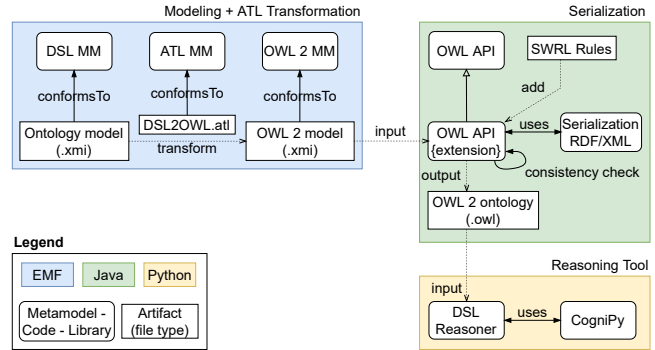 Modeling + ATL Transformation
DSL MM
ATL MM
OWL 2 MM
conformsTo
conformsTo
conformsTo
Ontology model
(.xmi)
DSL2OWL.atl
transform
OWL 2 model
(.xmi)
input
Serialization
OWL API
SWRL Rules
add
OWL API
{extension}
uses
Serialization
RDF/XML
consistency check
output
OWL 2 ontology
(.owl)
Legend
EMF
Java
Python
Metamodel -
Code - Library
Artifact
(file type)
Reasoning Tool
input
DSL
Reasoner
uses
CogniPy